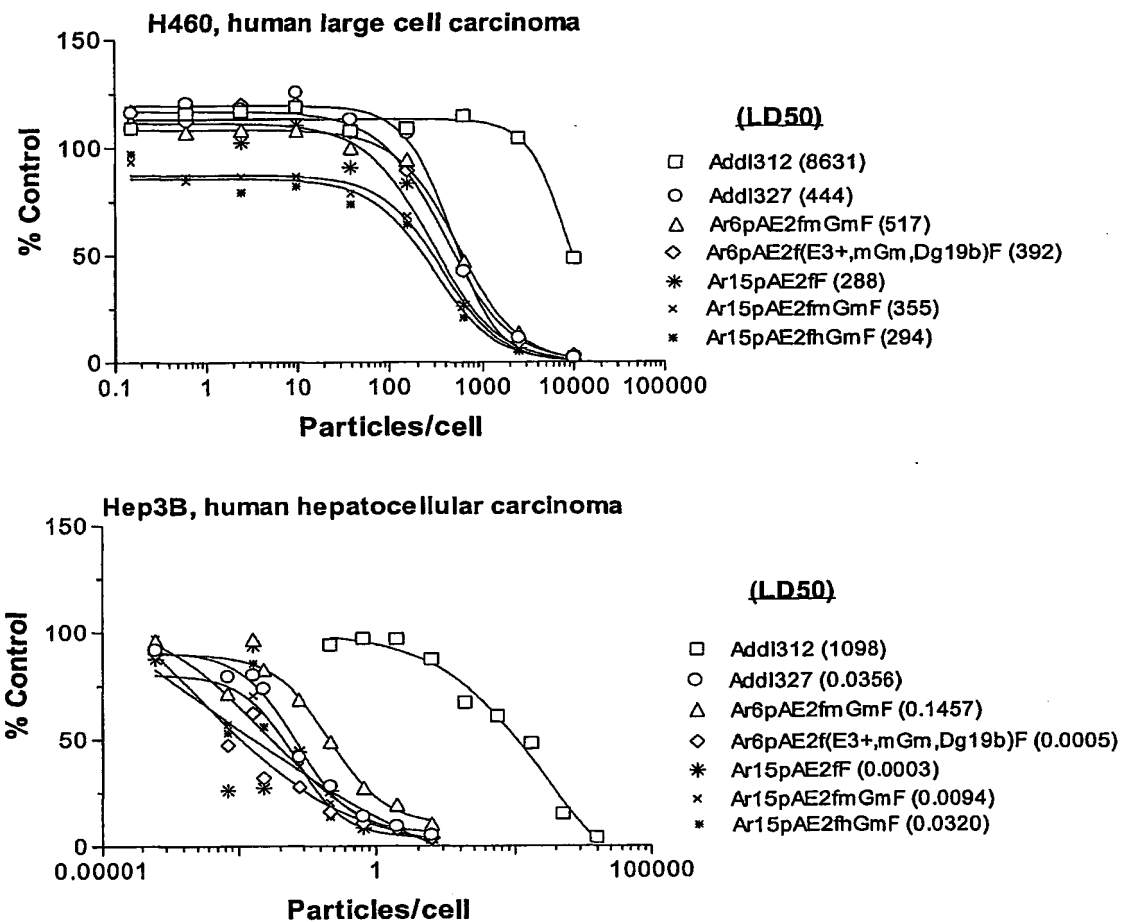 H460, human large cell carcinoma
150
100
50
0
% Control
0.1 1 10 100 1000 10000 100000
Particles/cell
(LD50)
Addl312 (8631)
Addl327 (444)
Ar6pAE2fmGmF (517)
Ar6pAE2f(E3+,mGm,Dg19b)F (392)
Ar15pAE2fF (288)
Ar15pAE2fmGmF (355)
Ar15pAE2fhGmF (294)
Hep3B, human hepatocellular carcinoma
150
100
50
0
% Control
0.00001 1 100000
Particles/cell
(LD50)
Addl312 (1098)
Addl327 (0.0356)
Ar6pAE2fmGmF (0.1457)
Ar6pAE2f(E3+,mGm,Dg19b)F (0.0005)
Ar15pAE2fF (0.0003)
Ar15pAE2fmGmF (0.0094)
Ar15pAE2fhGmF (0.0320)